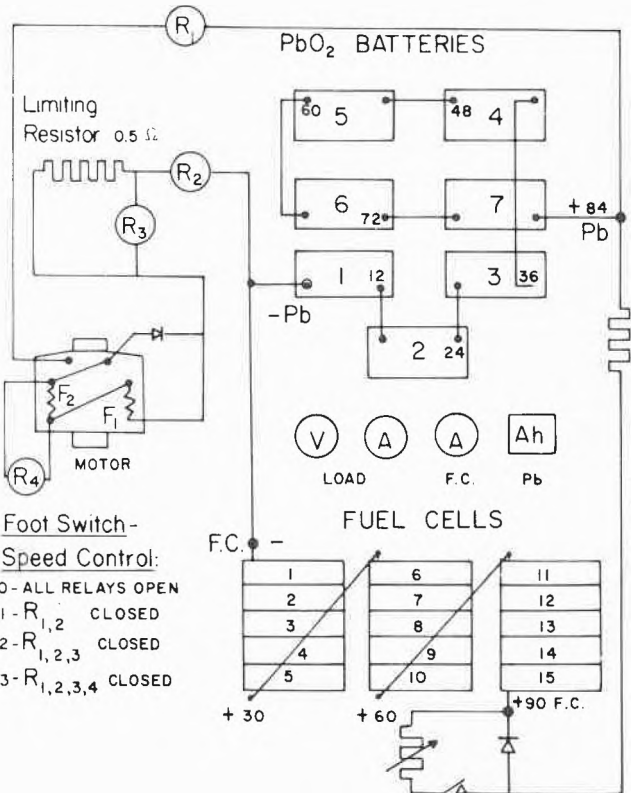 R1
PbO2 BATTERIES
Limiting
Resistor 0.5 Ω
R2
R3
60
5
48
4
6
72
7
+ 84
Pb
1
12
3
36
-Pb
2
24
F2
F1
MOTOR
R4
V
A
A
Ah
LOAD
F.C.
Pb
Foot Switch-
Speed Control:
0-ALL RELAYS OPEN
1-R1,2 CLOSED
2-R1,2,3 CLOSED
3-R1,2,3,4 CLOSED
FUEL CELLS
F.C. -
1
2
3
4
5
6
7
8
9
10
11
12
13
14
15
+ 30
+ 60
+90 F.C.